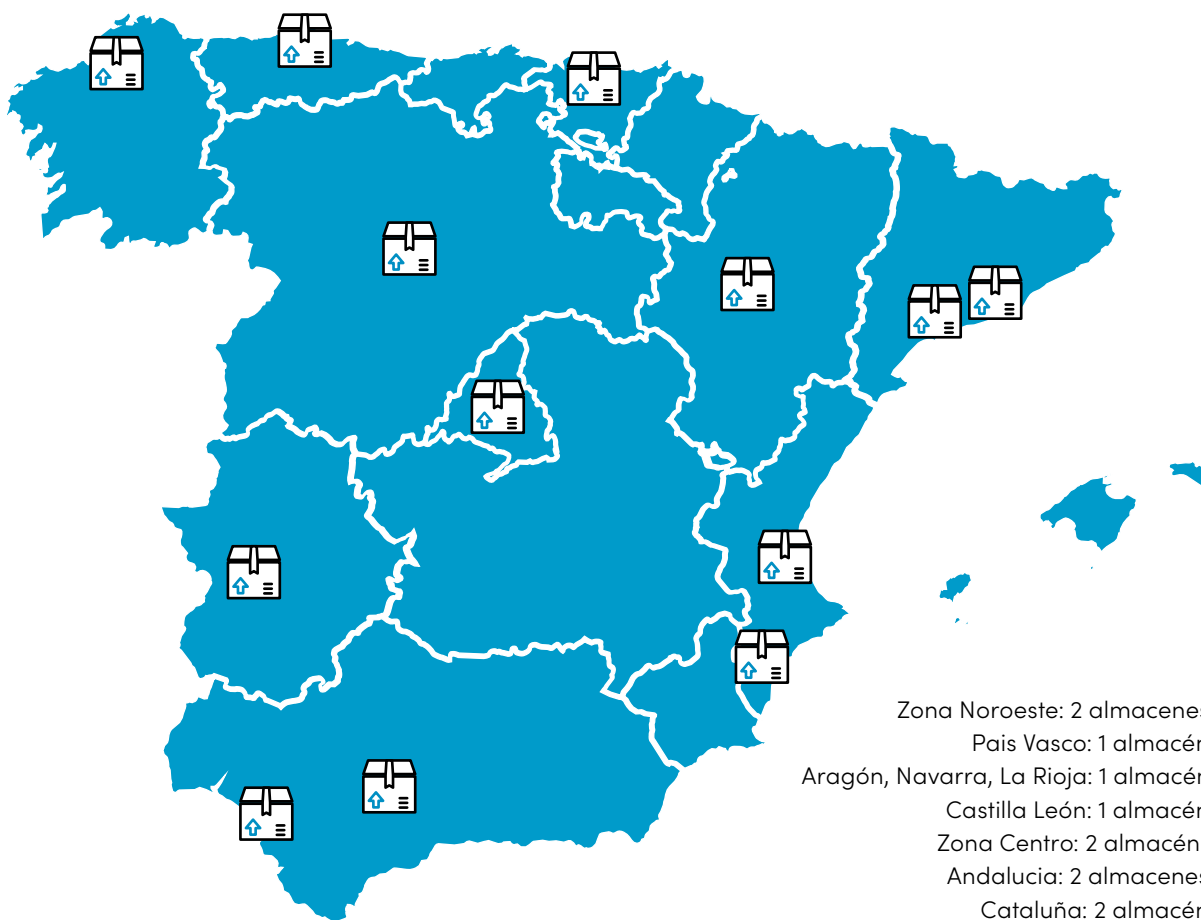 Zona Noroeste: 2 almacenes
Pais Vasco: 1 almacén
Aragón, Navarra, La Rioja: 1 almacén
Castilla León: 1 almacén
Zona Centro: 2 almacén
Andalucia: 2 almacenes
Cataluña: 2 almacén